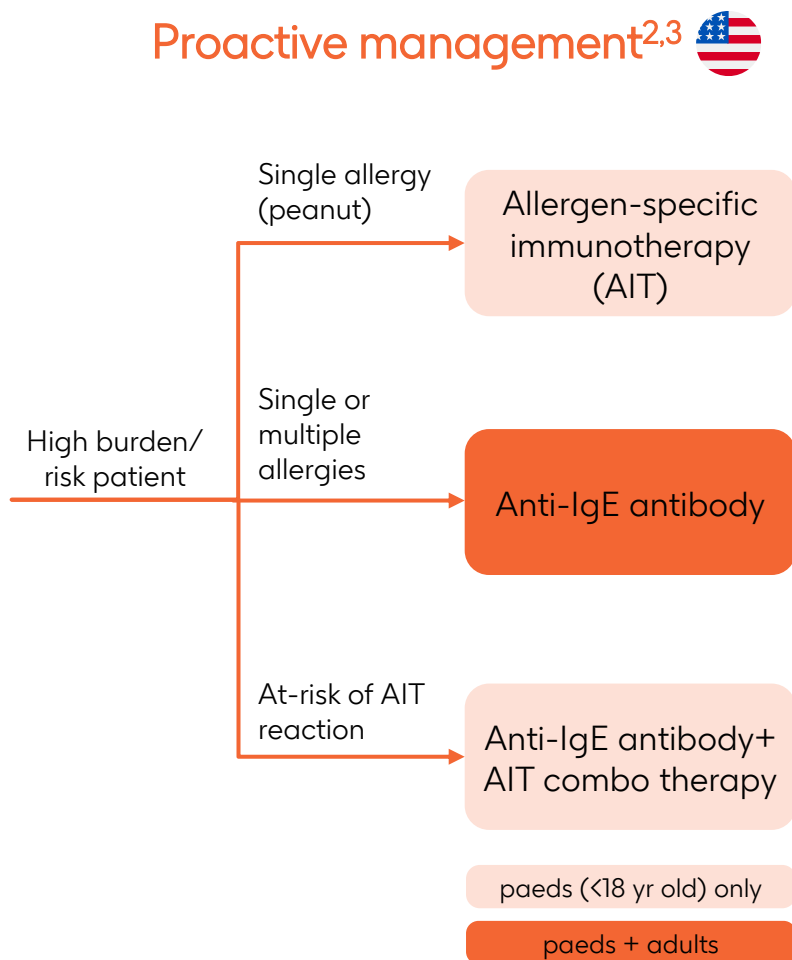 Proactive management2,3
Single allergy
(peanut)
Allergen-specific
immunotherapy
(AIT)
High burden/
risk patient
Single or
multiple
allergies
Anti-IgE antibody
At-risk of AIT
reaction
Anti-IgE antibody+
AIT combo therapy
paeds (<18 yr old) only
paeds + adults